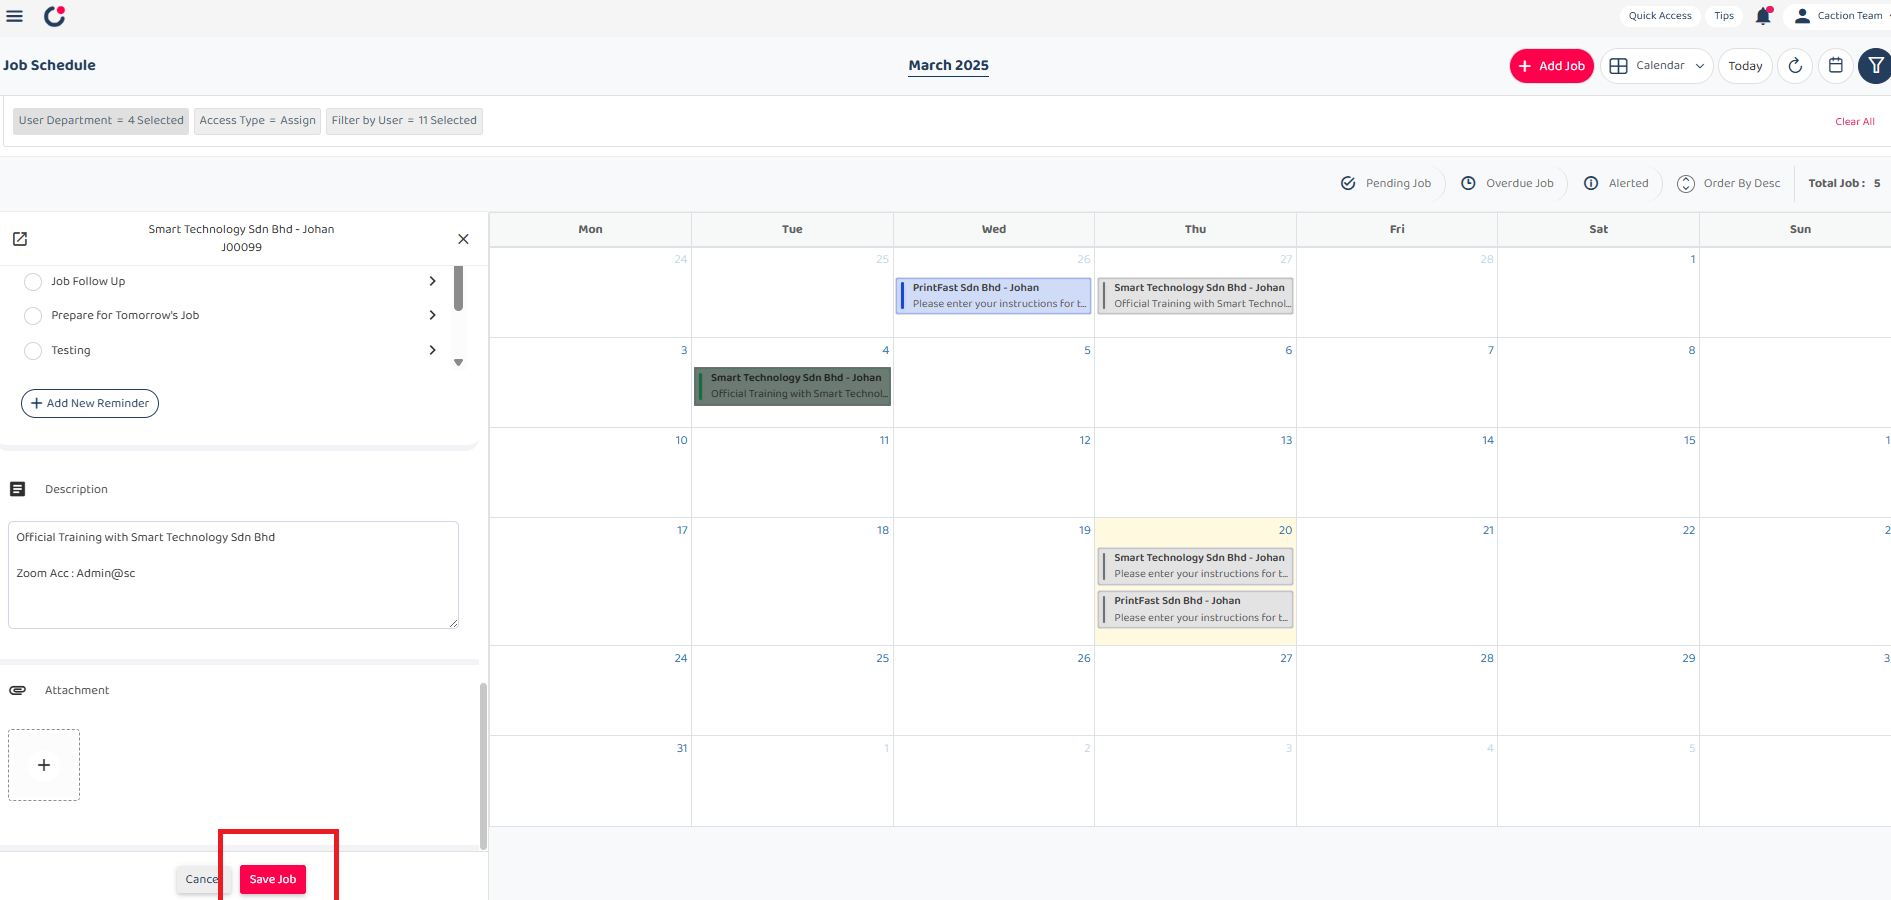 Quick Access Tips Caction Team
Job Schedule March 2025 + Add Job Calendar Today
User Department = 4 Selected Access Type = Assign Filter by User = 11 Selected Clear All
Pending Job Overdue Job Alerted Order By Desc Total Job : 5
Smart Technology Sdn Bhd - Johan
J00099
Job Follow Up
Prepare for Tomorrow's Job
Testing
+ Add New Reminder
Description
Official Training with Smart Technology Sdn Bhd
Zoom Acc : Admin@sc
Attachment
+
Cance Save Job
Mon Tue Wed Thu Fri Sat Sun
24 25 26 27 28 1
PrintFast Sdn Bhd - Johan
Please enter your instructions for t...
Smart Technology Sdn Bhd - Johan
Official Training with Smart Technol...
3 4 5 6 7 8
Smart Technology Sdn Bhd - Johan
Official Training with Smart Technol...
10 11 12 13 14 15 1
17 18 19 20 21 22 2
Smart Technology Sdn Bhd - Johan
Please enter your instructions for t...
PrintFast Sdn Bhd - Johan
Please enter your instructions for t...
24 25 26 27 28 29 3
31 1 2 3 4 5